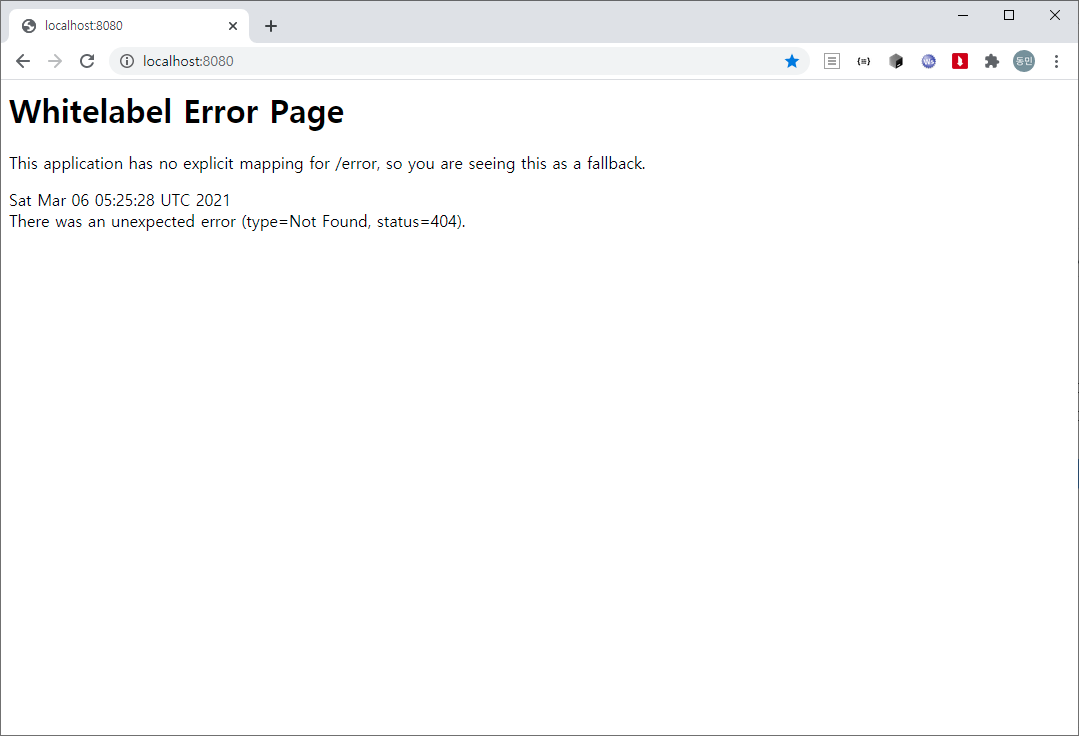 localhost:8080
localhost:8080
{≡}
Ws
동민
Whitelabel Error Page
This application has no explicit mapping for /error, so you are seeing this as a fallback.
Sat Mar 06 05:25:28 UTC 2021
There was an unexpected error (type=Not Found, status=404).